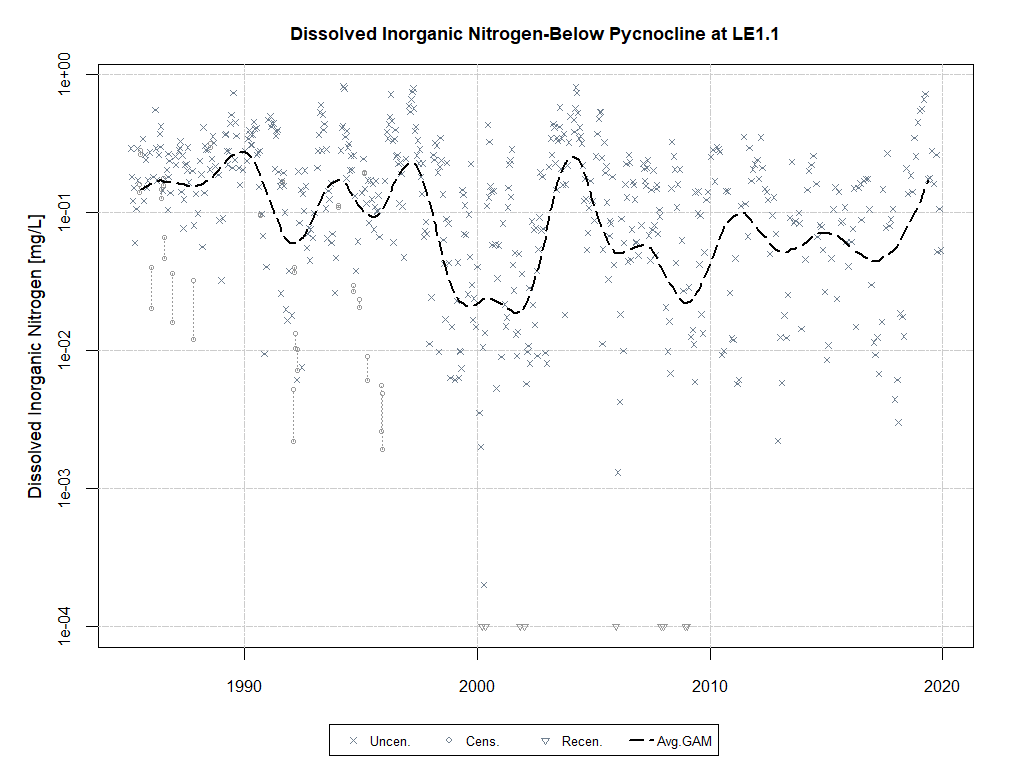 Dissolved Inorganic Nitrogen-Below Pycnocline at LE1.1
Dissolved Inorganic Nitrogen [mg/L]
1e+00
1e-01
1e-02
1e-03
1e-04
1990 2000 2010 2020
Uncen. Cens. Recen. Avg.GAM